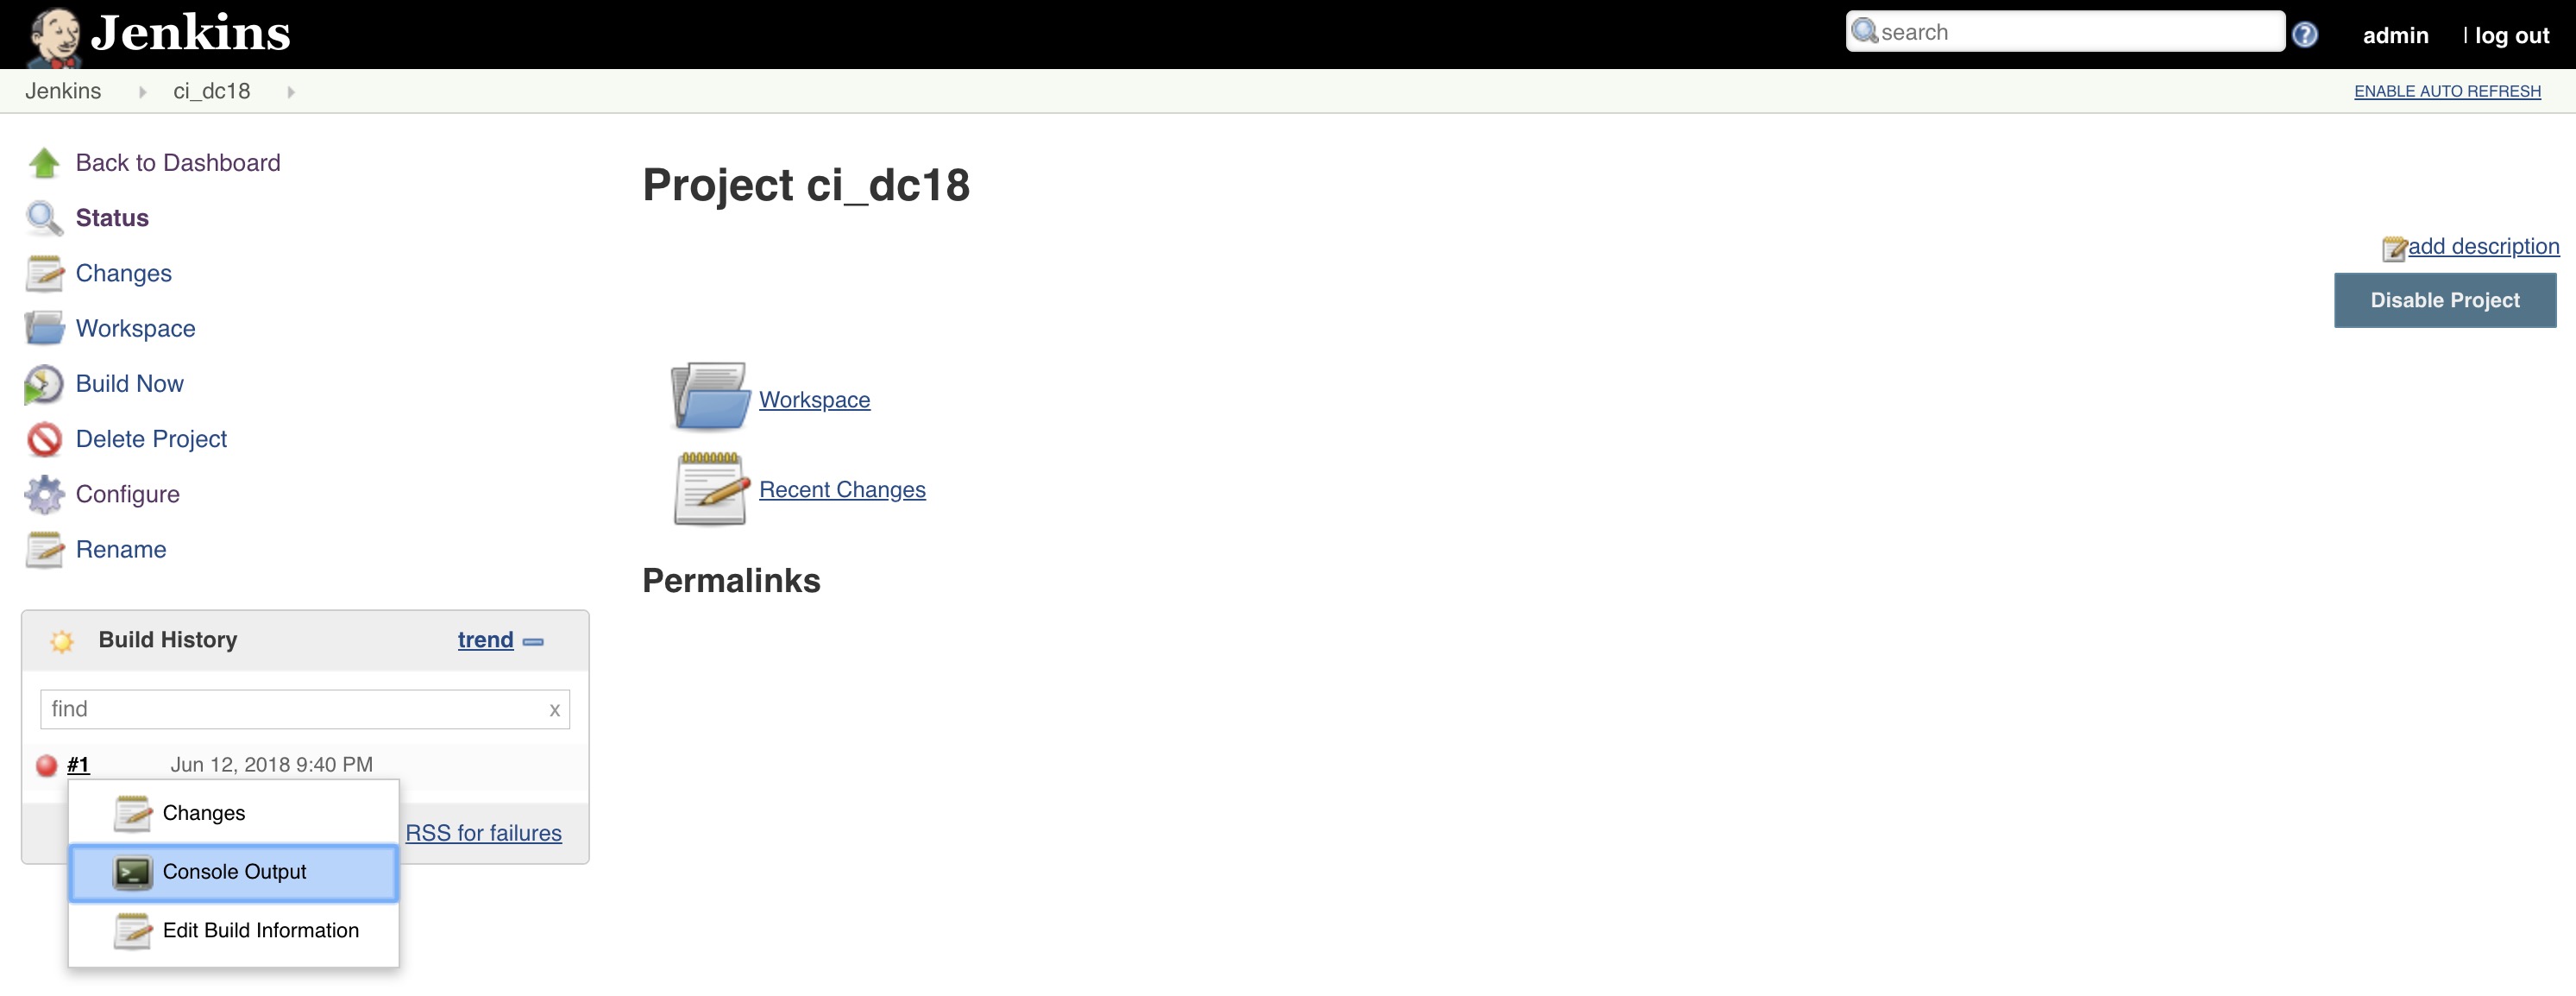 Jenkins
search
admin
| log out
Jenkins
ci_dc18
ENABLE AUTO REFRESH
Back to Dashboard
Status
Changes
Workspace
Build Now
Delete Project
Configure
Rename
Project ci_dc18
add description
Disable Project
Workspace
Recent Changes
Permalinks
Build History
trend
find
x
#1
Jun 12, 2018 9:40 PM
RSS for failures
Changes
Console Output
Edit Build Information